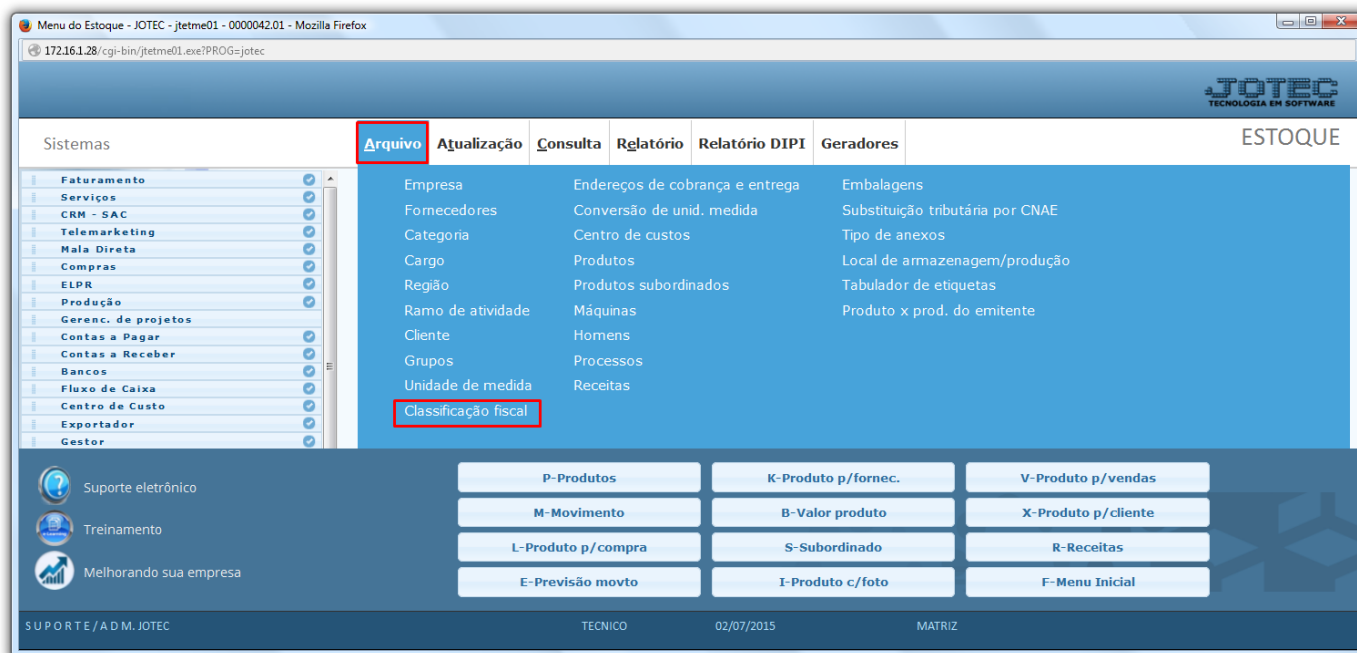 Menu do Estoque - JOTEC - jtetme01 - 0000042.01 - Mozilla Firefox
172.16.1.28/cgi-bin/jtetme01.exe?PROG=jotec
JOTEC
TECNOLOGIA EM SOFTWARE
Sistemas
Arquivo Atualização Consulta Relatório Relatório DIPI Geradores
ESTOQUE
Faturamento
Serviços
CRM - SAC
Telemarketing
Mala Direta
Compras
ELPR
Produção
Gerenc. de projetos
Contas a Pagar
Contas a Receber
Bancos
Fluxo de Caixa
Centro de Custo
Exportador
Gestor
Empresa
Fornecedores
Categoria
Cargo
Região
Ramo de atividade
Cliente
Grupos
Unidade de medida
Classificação fiscal
Endereços de cobrança e entrega
Conversão de unid. medida
Centro de custos
Produtos
Produtos subordinados
Máquinas
Homens
Processos
Receitas
Embalagens
Substituição tributária por CNAE
Tipo de anexos
Local de armazenagem/produção
Tabulador de etiquetas
Produto x prod. do emitente
Suporte eletrônico
Treinamento
Melhorando sua empresa
P-Produtos K-Produto p/fornec. V-Produto p/vendas
M-Movimento B-Valor produto X-Produto p/cliente
L-Produto p/compra S-Subordinado R-Receitas
E-Previsão movto I-Produto c/foto F-Menu Inicial
SUPORTE/ADM. JOTEC TECNICO 02/07/2015 MATRIZ